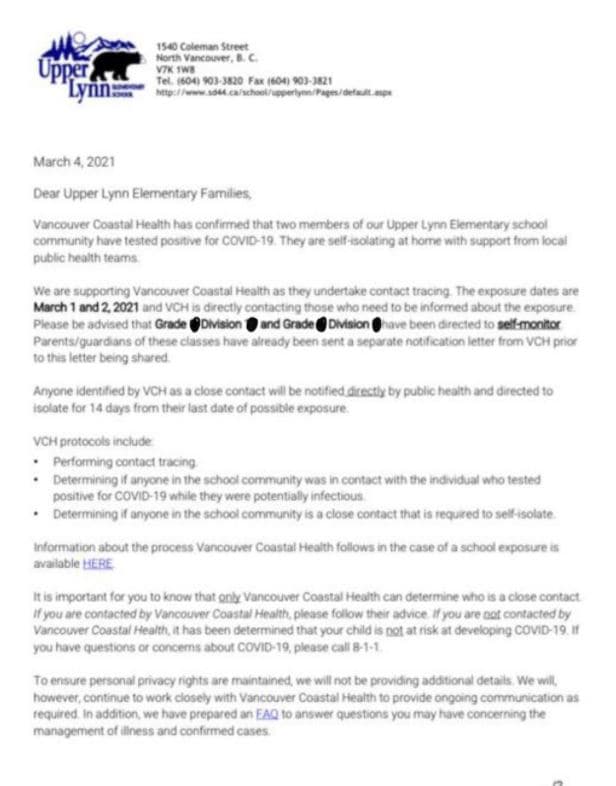 Upper
Lynn ELEMENTARY
SCHOOL
1540 Coleman Street
North Vancouver, B. C.
V7K 1W8
Tel. (604) 903-3820 Fax (604) 903-3821
http://www.sd44.ca/school/upperlynn/Pages/default.aspx
March 4, 2021
Dear Upper Lynn Elementary Families,
Vancouver Coastal Health has confirmed that two members of our Upper Lynn Elementary school
community have tested positive for COVID-19. They are self-isolating at home with support from local
public health teams.
We are supporting Vancouver Coastal Health as they undertake contact tracing. The exposure dates are
March 1 and 2, 2021 and VCH is directly contacting those who need to be informed about the exposure.
Please be advised that Grade Division and Grade Division have been directed to self-monitor.
Parents/guardians of these classes have already been sent a separate notification letter from VCH prior
to this letter being shared.
Anyone identified by VCH as a close contact will be notified directly by public health and directed to
isolate for 14 days from their last date of possible exposure.
VCH protocols include:
• Performing contact tracing.
• Determining if anyone in the school community was in contact with the individual who tested
positive for COVID-19 while they were potentially infectious.
• Determining if anyone in the school community is a close contact that is required to self-isolate.
Information about the process Vancouver Coastal Health follows in the case of a school exposure is
available HERE.
It is important for you to know that only Vancouver Coastal Health can determine who is a close contact.
If you are contacted by Vancouver Coastal Health, please follow their advice. If you are not contacted by
Vancouver Coastal Health, it has been determined that your child is not at risk at developing COVID-19. If
you have questions or concerns about COVID-19, please call 8-1-1.
To ensure personal privacy rights are maintained, we will not be providing additional details. We will,
however, continue to work closely with Vancouver Coastal Health to provide ongoing communication as
required. In addition, we have prepared an FAQ to answer questions you may have concerning the
management of illness and confirmed cases.